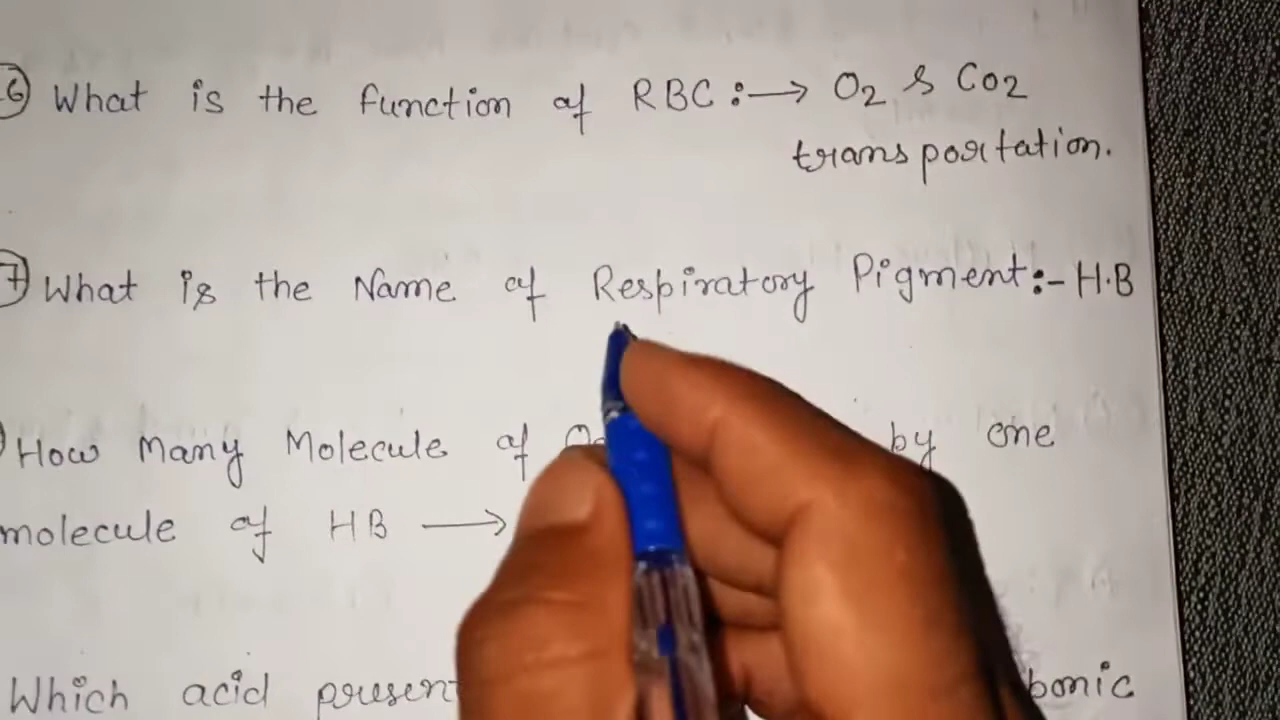 6 What is the function of RBC :→ O2 & Co2
transportation.
7 What is the Name of Respiratory Pigment :- H.B
How Many Molecule of by one
molecule of HB →
Which acid